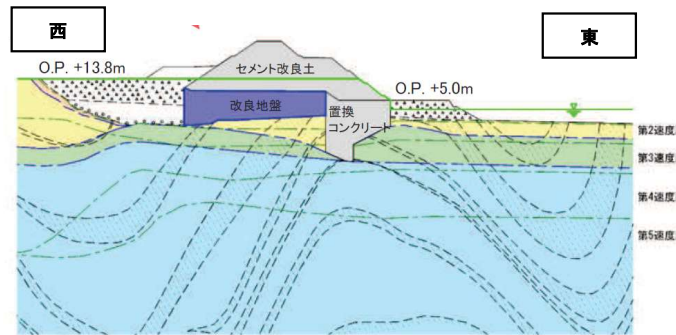 西
東
O.P. +13.8m
セメント改良土
O.P. +5.0m
改良地盤
置換
コンクリート
第2速度
第3速度
第4速度
第5速度